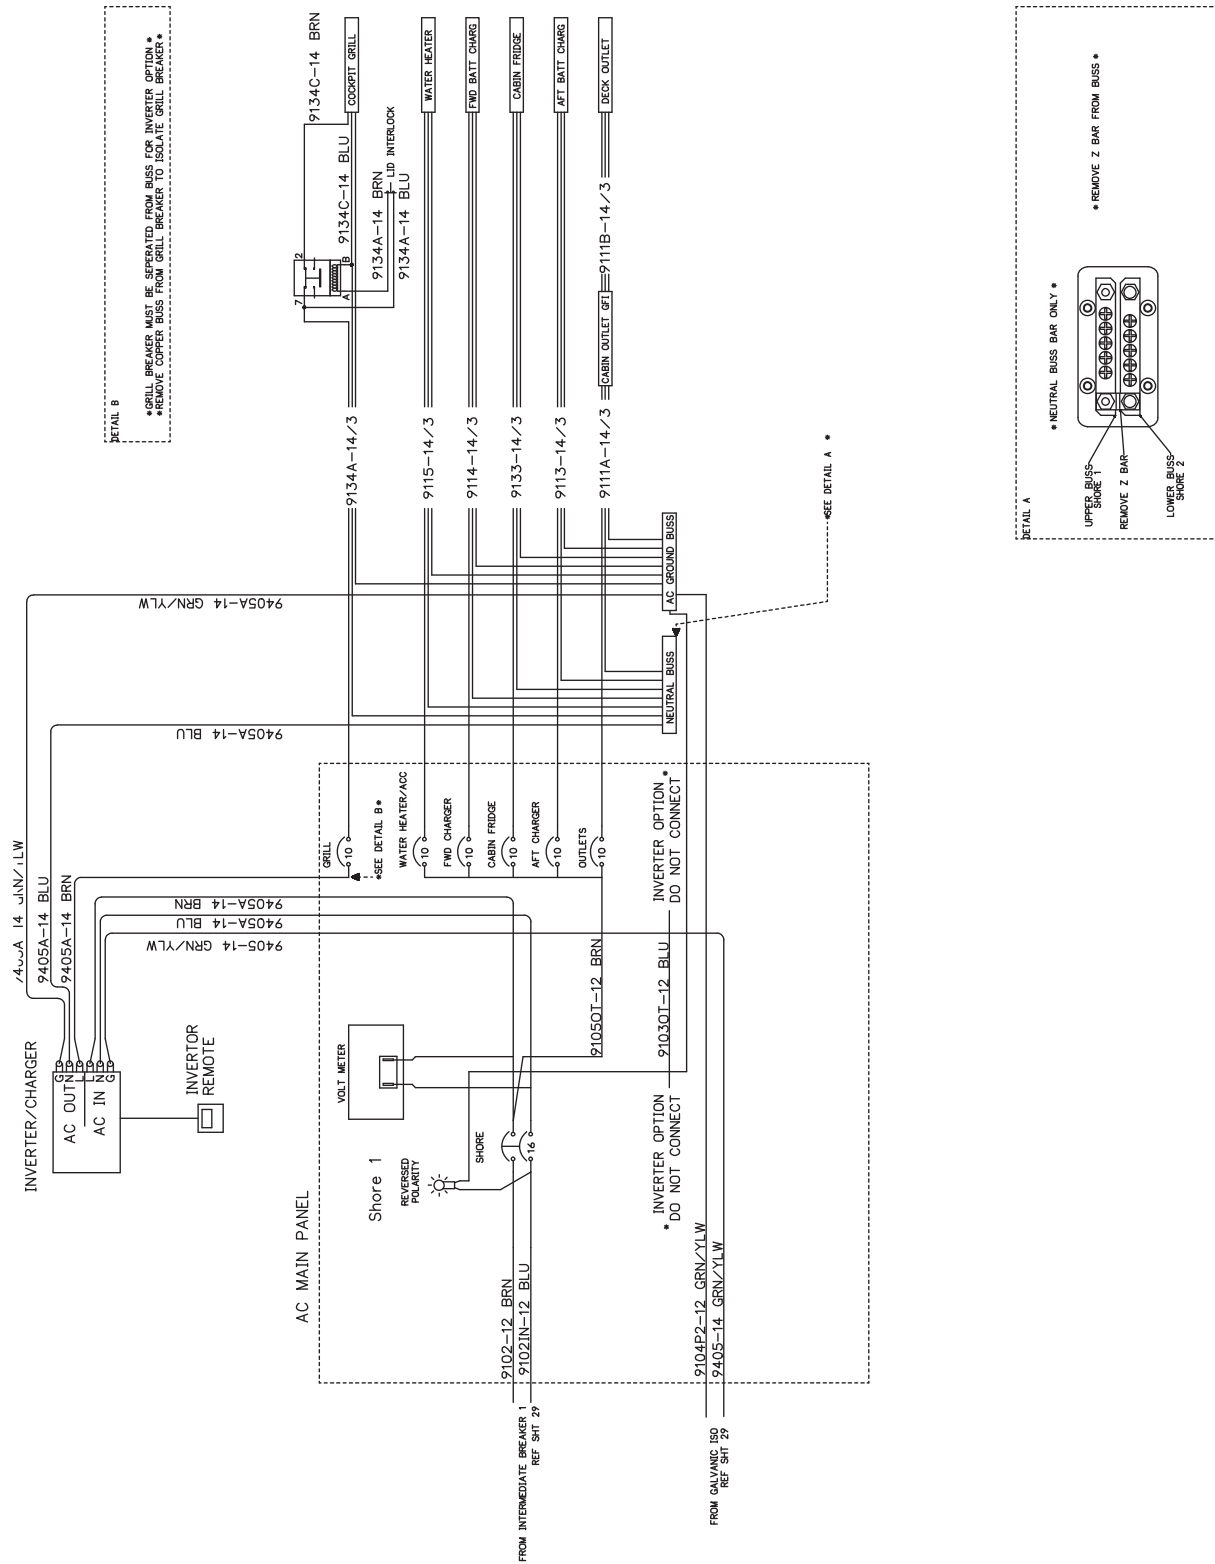 DETAIL B
*GRILL BREAKER MUST BE SEPERATED FROM BUSS FOR INVERTER OPTION *
*REMOVE COPPER BUSS FROM GRILL BREAKER TO ISOLATE GRILL BREAKER*
INVERTER/CHARGER
G
N
L
L
N
G
AC OUT
AC IN
INVERTOR
REMOTE
9405A-14 BLU
9405A-14 BRN
9405A-14 GRN/YLW
9405A-14 BLU
9405A-14 BRN
9405A-14 BLU
9405-14 GRN/YLW
AC MAIN PANEL
Shore 1
REVERSED
POLARITY
VOLT METER
SHORE
16
GRILL
10
*SEE DETAIL B*
WATER HEATER/ACC
10
FWD CHARGER
10
CABIN FRIDGE
10
AFT CHARGER
10
OUTLETS
10
9134A-14/3
7
2
A
B
9134C-14 BRN
COCKPIT GRILL
9134C-14 BLU
9134A-14 BRN
LID INTERLOCK
9134A-14 BLU
9115-14/3
WATER HEATER
9114-14/3
FWD BATT CHARG
9133-14/3
CABIN FRIDGE
9113-14/3
AFT BATT CHARG
9111A-14/3
CABIN OUTLET GFI
9111B-14/3
DECK OUTLET
9102-12 BRN
9102IN-12 BLU
FROM INTERMEDIATE BREAKER 1
REF SHT 29
9105OT-12 BRN
* INVERTER OPTION
DO NOT CONNECT
9103OT-12 BLU
INVERTER OPTION *
DO NOT CONNECT
NEUTRAL BUSS
AC GROUND BUSS
9104P2-12 GRN/YLW
9405-14 GRN/YLW
FROM GALVANIC ISO
REF SHT 29
*SEE DETAIL A *
DETAIL A
* NEUTRAL BUSS BAR ONLY *
* REMOVE Z BAR FROM BUSS *
UPPER BUSS
SHORE 1
REMOVE Z BAR
LOWER BUSS
SHORE 2